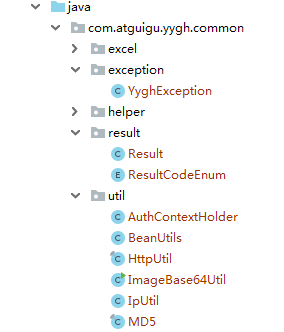 java
com.atguigu.yygh.common
excel
exception
YyghException
helper
result
Result
ResultCodeEnum
util
AuthContextHolder
BeanUtils
HttpUtil
ImageBase64Util
IpUtil
MD5